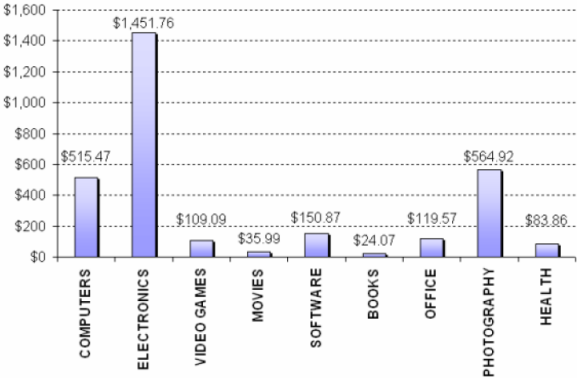 $1,600
$1,400
$1,200
$1,000
$800
$600
$400
$200
$0
$515.47
$1,451.76
$109.09
$35.99
$150.87
$24.07
$119.57
$564.92
$83.86
COMPUTERS
ELECTRONICS
VIDEO GAMES
MOVIES
SOFTWARE
BOOKS
OFFICE
PHOTOGRAPHY
HEALTH